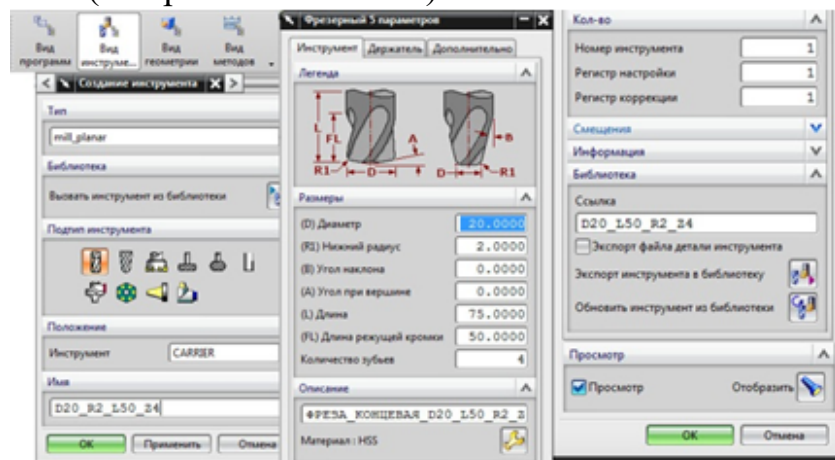 Вид программ
Вид инструме...
Вид геометрии
Вид методов
Создание инструмента
Тип
mill_planar
Библиотека
Вызвать инструмент из библиотеки
Подтип инструмента
Положение
Инструмент CARRIER
Имя
D20_R2_L50_Z4
OK Применить Отмена
Фрезерный 5 параметров
Инструмент Держатель Дополнительно
Легенда
L FL A B
R1 D D R1
Размеры
(D) Диаметр 20.0000
(R1) Нижний радиус 2.0000
(B) Угол наклона 0.0000
(A) Угол при вершине 0.0000
(L) Длина 75.0000
(FL) Длина режущей кромки 50.0000
Количество зубьев 4
Описание
ФРЕЗА_КОНЦЕВАЯ_D20_L50_R2_Z
Материал : HSS
Кол-во
Номер инструмента 1
Регистр настройки 1
Регистр коррекции 1
Смещения
Информация
Библиотека
Ссылка
D20_L50_R2_Z4
Экспорт файла детали инструмента
Экспорт инструмента в библиотеку
Обновить инструмент из библиотеки
Просмотр
Просмотр Отобразить
OK Отмена